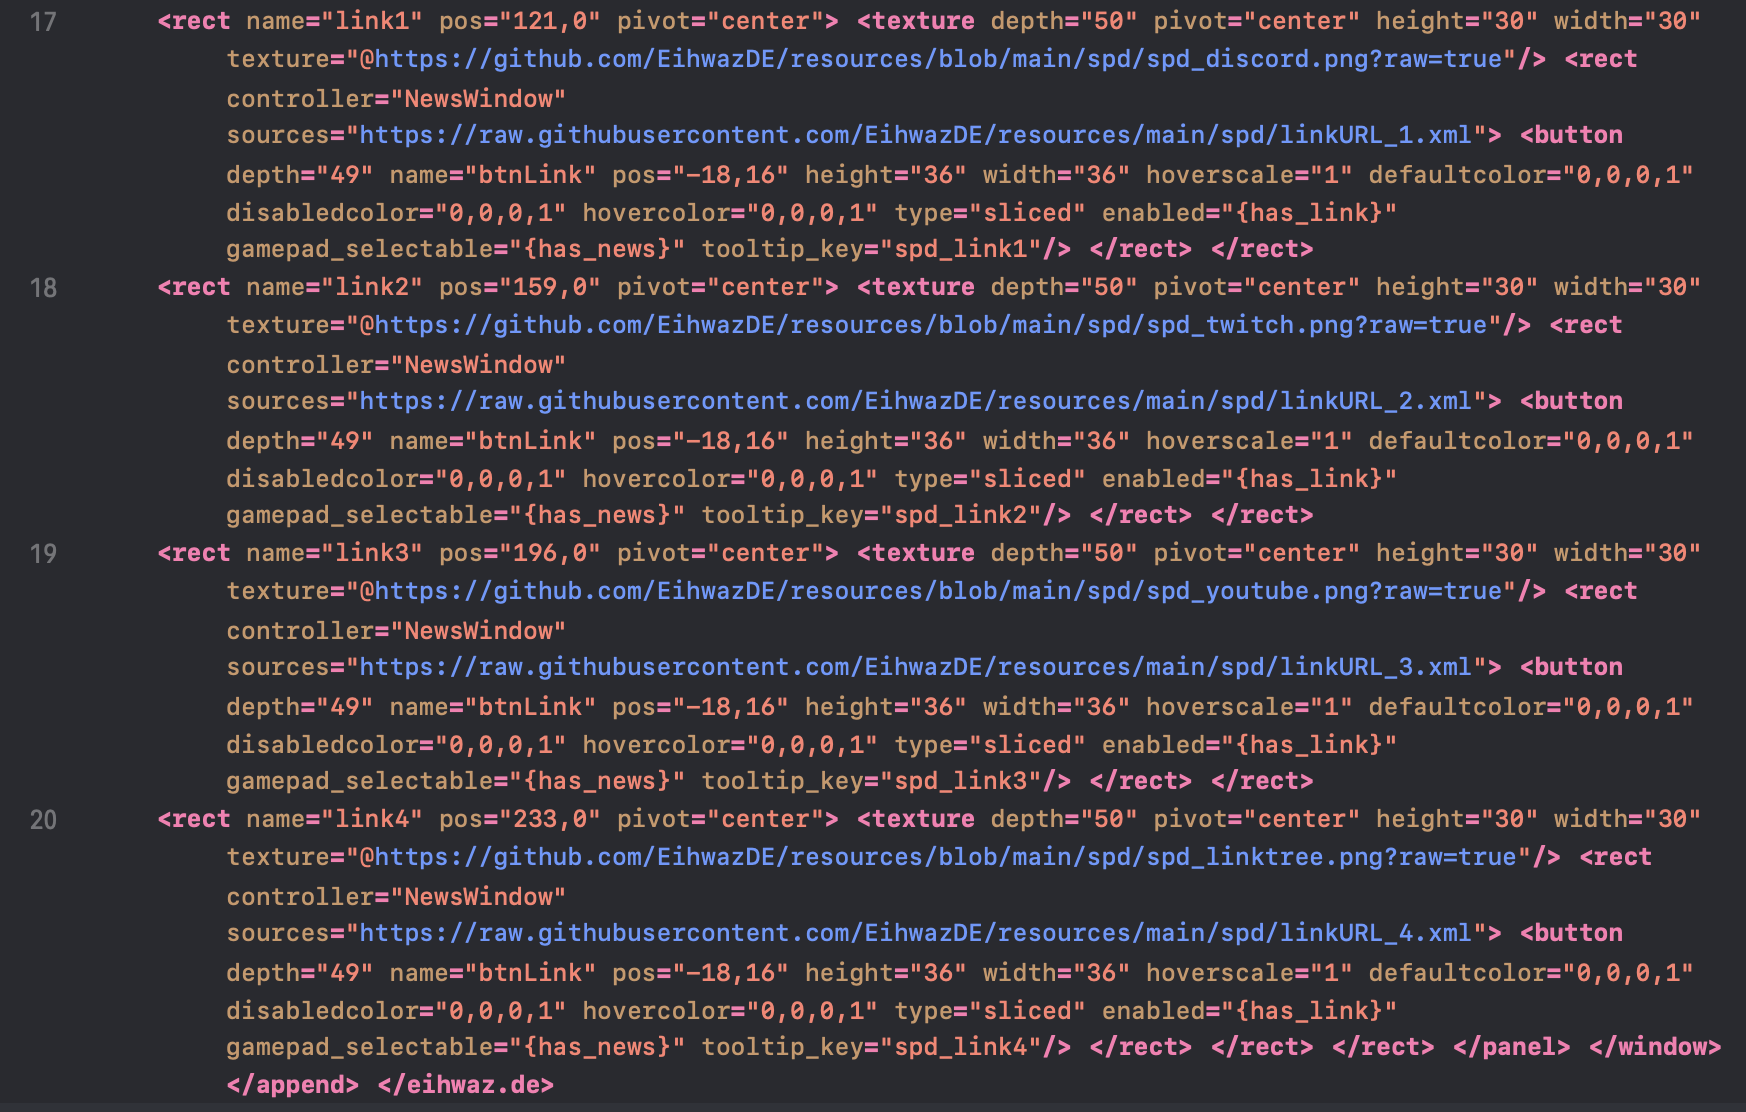 17 <rect name="link1" pos="121,0" pivot="center"> <texture depth="50" pivot="center" height="30" width="30"
texture="@https://github.com/EihwazDE/resources/blob/main/spd/spd_discord.png?raw=true"/> <rect
controller="NewsWindow"
sources="https://raw.githubusercontent.com/EihwazDE/resources/main/spd/linkURL_1.xml"> <button
depth="49" name="btnLink" pos="-18,16" height="36" width="36" hoverscale="1" defaultcolor="0,0,0,1"
disabledcolor="0,0,0,1" hovercolor="0,0,0,1" type="sliced" enabled="{has_link}"
gamepad_selectable="{has_news}" tooltip_key="spd_link1"/> </rect> </rect>
18 <rect name="link2" pos="159,0" pivot="center"> <texture depth="50" pivot="center" height="30" width="30"
texture="@https://github.com/EihwazDE/resources/blob/main/spd/spd_twitch.png?raw=true"/> <rect
controller="NewsWindow"
sources="https://raw.githubusercontent.com/EihwazDE/resources/main/spd/linkURL_2.xml"> <button
depth="49" name="btnLink" pos="-18,16" height="36" width="36" hoverscale="1" defaultcolor="0,0,0,1"
disabledcolor="0,0,0,1" hovercolor="0,0,0,1" type="sliced" enabled="{has_link}"
gamepad_selectable="{has_news}" tooltip_key="spd_link2"/> </rect> </rect>
19 <rect name="link3" pos="196,0" pivot="center"> <texture depth="50" pivot="center" height="30" width="30"
texture="@https://github.com/EihwazDE/resources/blob/main/spd/spd_youtube.png?raw=true"/> <rect
controller="NewsWindow"
sources="https://raw.githubusercontent.com/EihwazDE/resources/main/spd/linkURL_3.xml"> <button
depth="49" name="btnLink" pos="-18,16" height="36" width="36" hoverscale="1" defaultcolor="0,0,0,1"
disabledcolor="0,0,0,1" hovercolor="0,0,0,1" type="sliced" enabled="{has_link}"
gamepad_selectable="{has_news}" tooltip_key="spd_link3"/> </rect> </rect>
20 <rect name="link4" pos="233,0" pivot="center"> <texture depth="50" pivot="center" height="30" width="30"
texture="@https://github.com/EihwazDE/resources/blob/main/spd/spd_linktree.png?raw=true"/> <rect
controller="NewsWindow"
sources="https://raw.githubusercontent.com/EihwazDE/resources/main/spd/linkURL_4.xml"> <button
depth="49" name="btnLink" pos="-18,16" height="36" width="36" hoverscale="1" defaultcolor="0,0,0,1"
disabledcolor="0,0,0,1" hovercolor="0,0,0,1" type="sliced" enabled="{has_link}"
gamepad_selectable="{has_news}" tooltip_key="spd_link4"/> </rect> </rect> </rect> </panel> </window>
</append> </eihwaz.de>